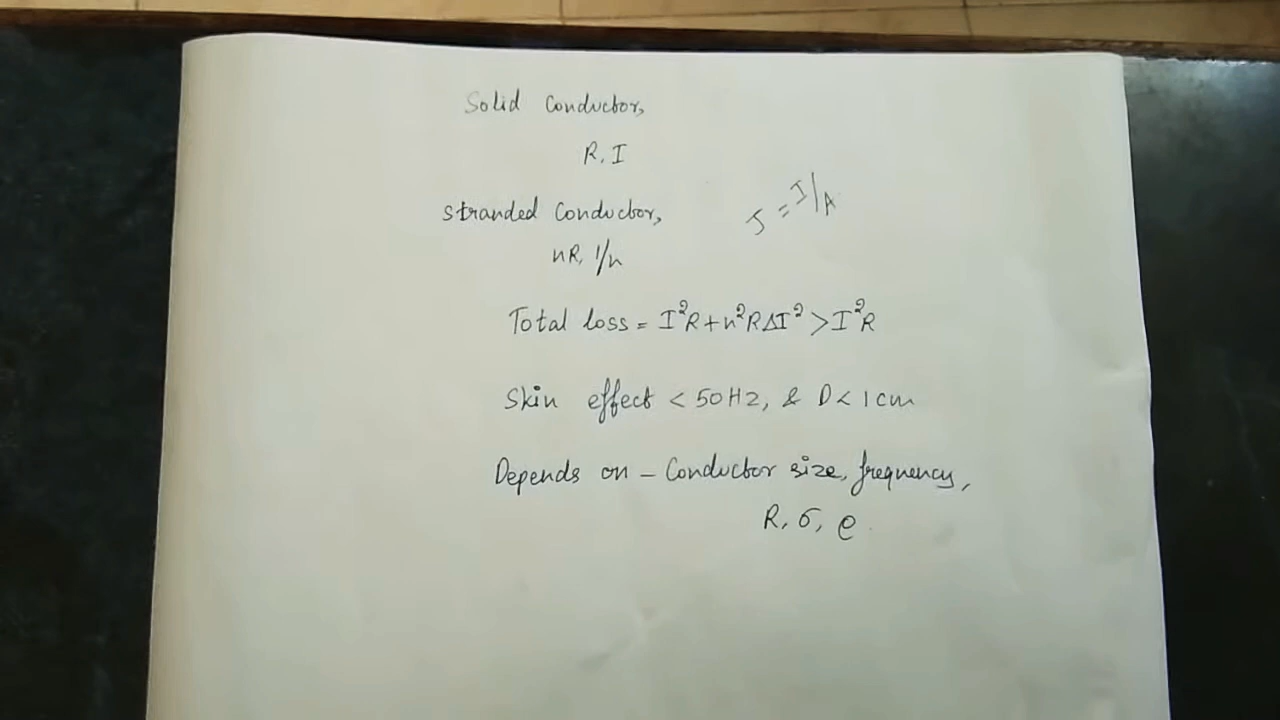 Solid Conductor,
R, I
Stranded Conductor,
J = I/A
nR, 1/n
Total loss = I²R + n²RΔI² > I²R
Skin effect < 50Hz, & D < 1cm
Depends on - Conductor size, frequency,
R, σ, ρ